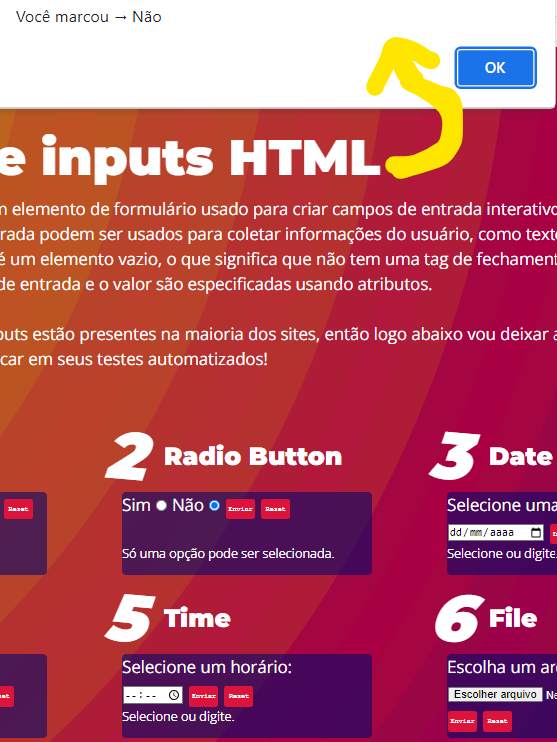 Você marcou → Não
OK
e inputs HTML
m elemento de formulário usado para criar campos de entrada interativo
rada podem ser usados para coletar informações do usuário, como texto
é um elemento vazio, o que significa que não tem uma tag de fechament
de entrada e o valor são especificadas usando atributos.
puts estão presentes na maioria dos sites, então logo abaixo vou deixar a
car em seus testes automatizados!
2 Radio Button
3 Date
Reset
Sim Não Enviar Reset
Só uma opção pode ser selecionada.
Selecione uma
dd/mm/aaaa
Selecione ou digite.
5 Time
6 File
Selecione um horário:
--:-- Enviar Reset
Selecione ou digite.
Escolha um arq
Escolher arquivo
Enviar Reset